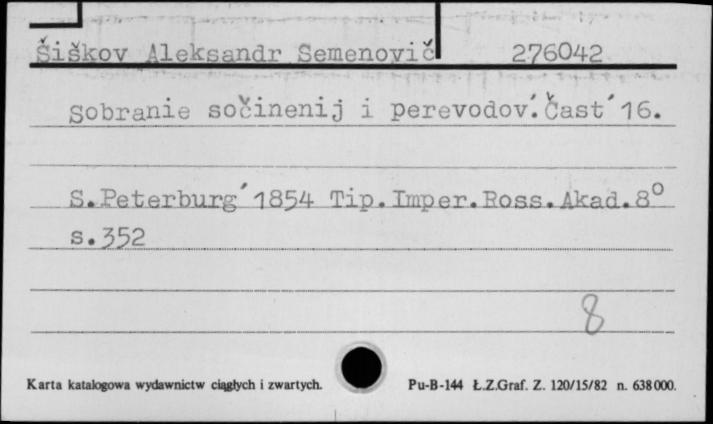 Šiškov Aleksandr Semenovič 276042
Sobranie sočinenij i perevodov´. Čast´ 16.
S.Peterburg´ 1854 Tip.Imper.Ross.Akad.8°
s.352
8
Karta katalogowa wydawnictw ciągłych i zwartych. Pu-B-144 Ł.Z.Graf. Z. 120/15/82 n. 638000.